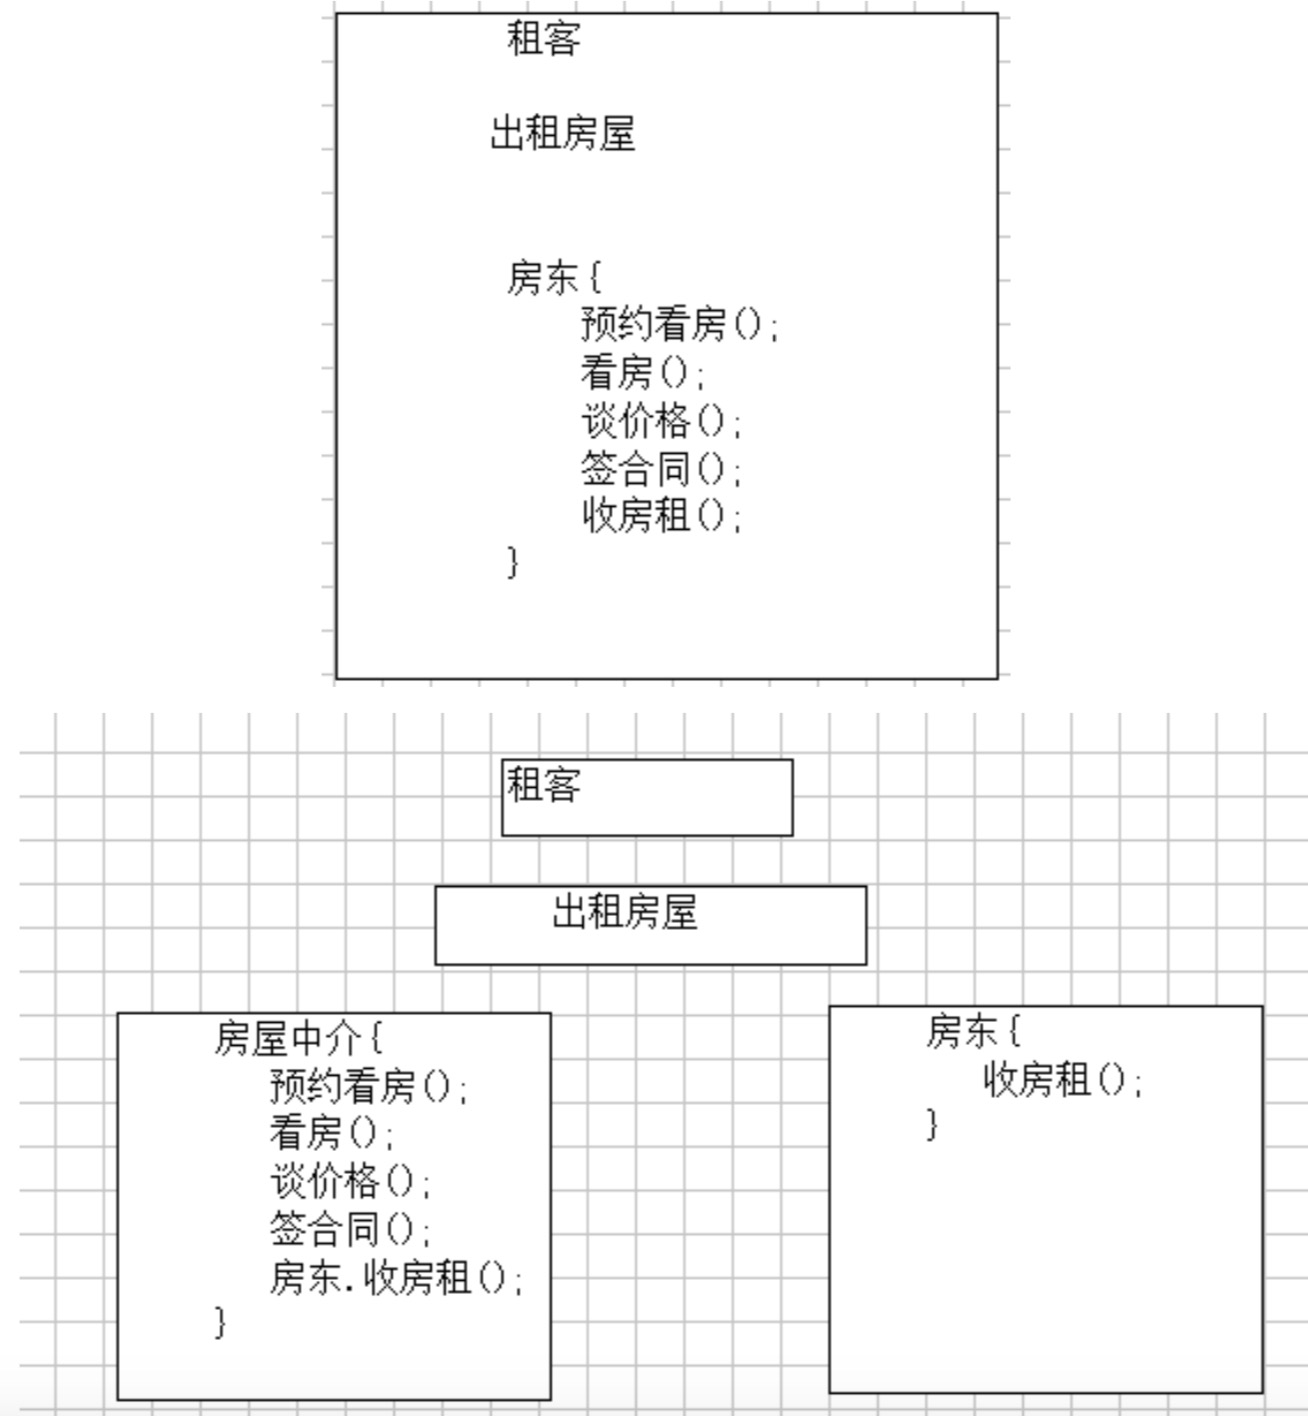 租客
出租房屋
房东{
预约看房();
看房();
谈价格();
签合同();
收房租();
}
租客
出租房屋
房屋中介{
预约看房();
看房();
谈价格();
签合同();
房东.收房租();
}
房东{
收房租();
}